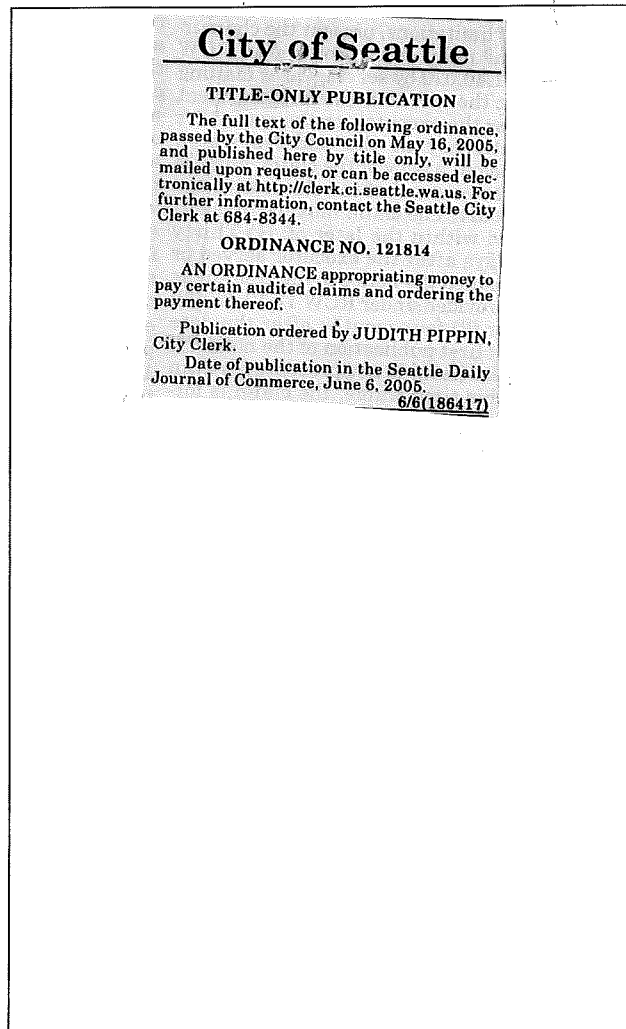 City of Seattle
TITLE-ONLY PUBLICATION
The full text of the following ordinance,
passed by the City Council on May 16, 2005,
and published here by title only, will be
mailed upon request, or can be accessed elec-
tronically at http://clerk.ci.seattle.wa.us. For
further information, contact the Seattle City
Clerk at 684-8344.
ORDINANCE NO. 121814
AN ORDINANCE appropriating money to
pay certain audited claims and ordering the
payment thereof.
Publication ordered by JUDITH PIPPIN,
City Clerk.
Date of publication in the Seattle Daily
Journal of Commerce, June 6, 2005.
6/6(186417)